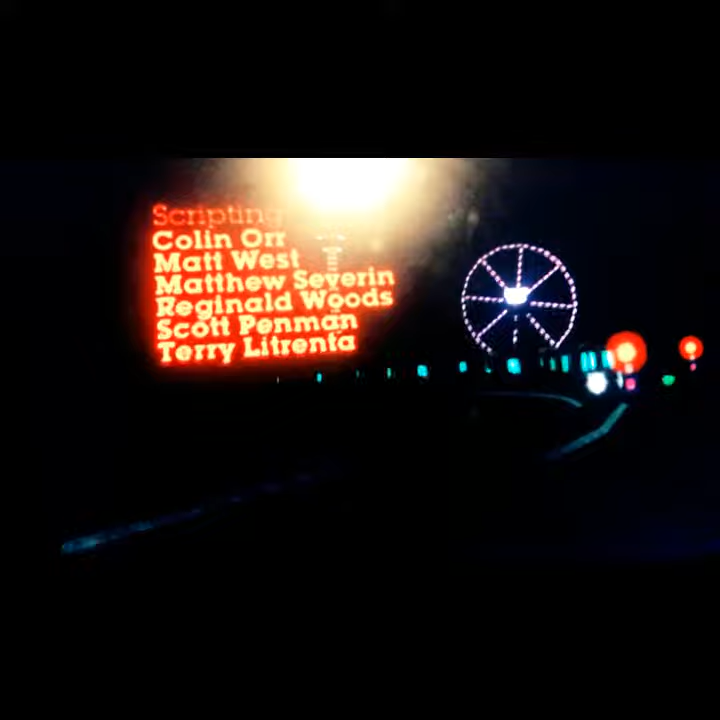 Scripting
Colin Orr
Matt West
Matthew Severin
Reginald Woods
Scott Penman
Terry Litrenta